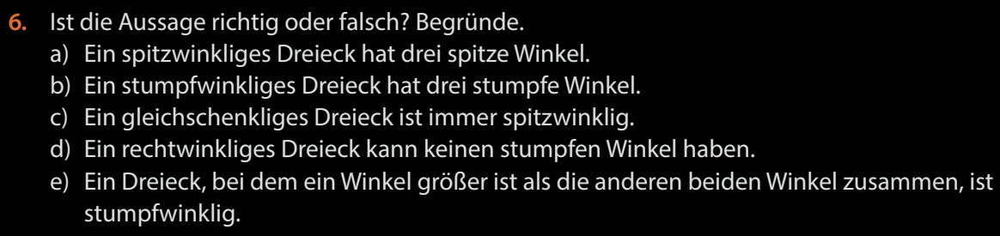 6. Ist die Aussage richtig oder falsch? Begründe.
a) Ein spitzwinkliges Dreieck hat drei spitze Winkel.
b) Ein stumpfwinkliges Dreieck hat drei stumpfe Winkel.
c) Ein gleichschenkliges Dreieck ist immer spitzwinklig.
d) Ein rechtwinkliges Dreieck kann keinen stumpfen Winkel haben.
e) Ein Dreieck, bei dem ein Winkel größer ist als die anderen beiden Winkel zusammen, ist
stumpfwinklig.